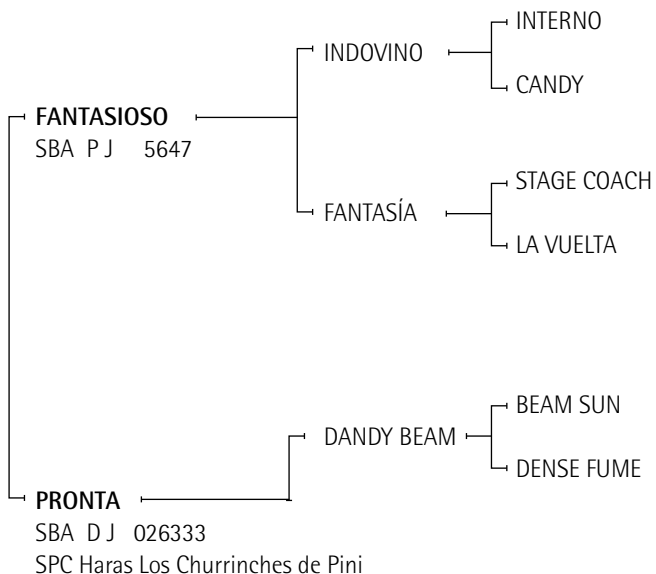 INTERNO
INDOVINO
CANDY
FANTASIOSO
SBA P J 5647
STAGE COACH
FANTASÍA
LA VUELTA
BEAM SUN
DANDY BEAM
DENSE FUME
PRONTA
SBA D J 026333
SPC Haras Los Churrinches de Pini